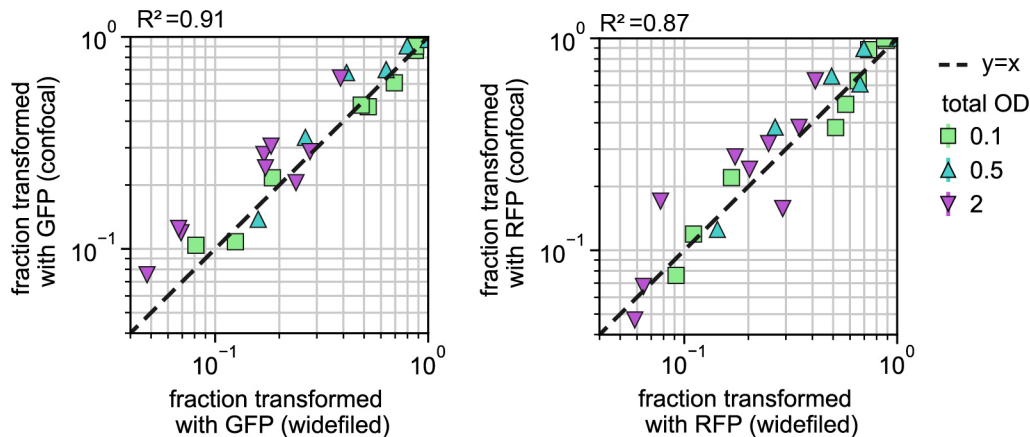 R²=0.91
10⁰
10⁻¹
fraction transformed
with GFP (confocal)
10⁻¹
10⁰
fraction transformed
with GFP (widefiled)
R²=0.87
10⁰
10⁻¹
fraction transformed
with RFP (confocal)
10⁻¹
10⁰
fraction transformed
with RFP (widefiled)
y=x
total OD
0.1
0.5
2